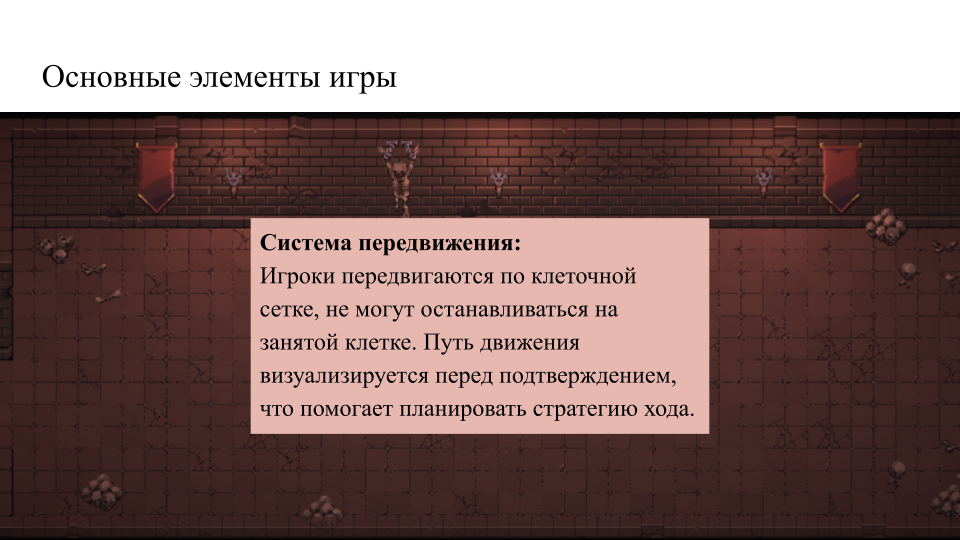 Основные элементы игры
Система передвижения:
Игроки передвигаются по клеточной
сетке, не могут останавливаться на
занятой клетке. Путь движения
визуализируется перед подтверждением,
что помогает планировать стратегию хода.